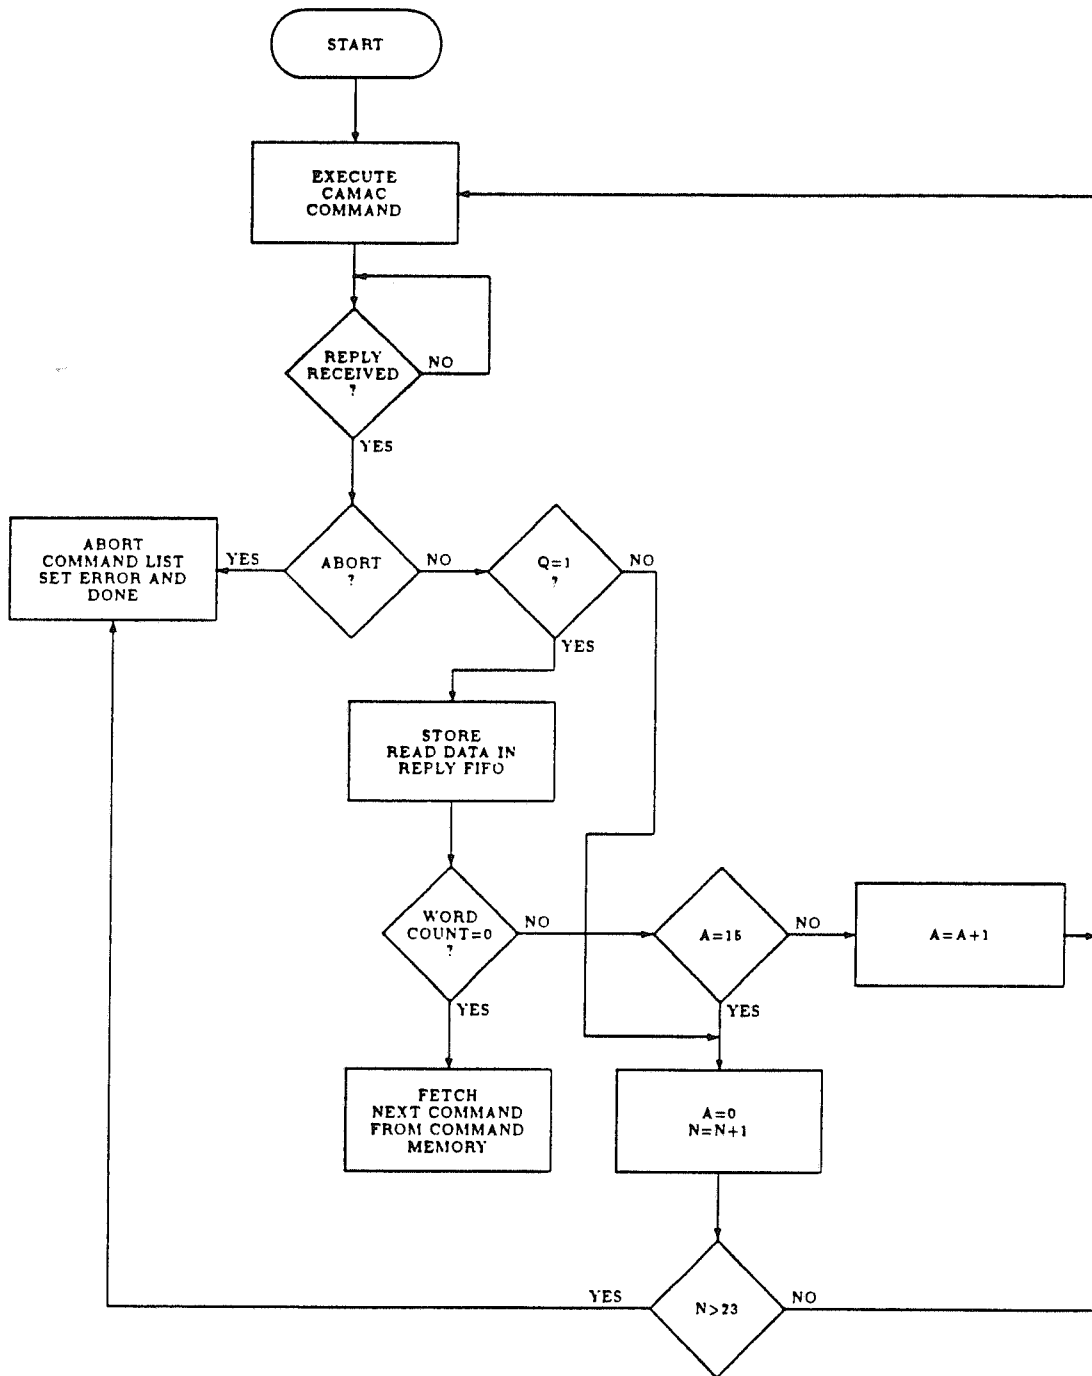 START
EXECUTE
CAMAC
COMMAND
REPLY
RECEIVED
?
NO
YES
ABORT
COMMAND LIST
SET ERROR AND
DONE
YES
ABORT
?
NO
Q=1
?
NO
YES
STORE
READ DATA IN
REPLY FIFO
WORD
COUNT=0
?
NO
A=15
NO
A=A+1
YES
YES
FETCH
NEXT COMMAND
FROM COMMAND
MEMORY
A=0
N=N+1
YES
N>23
NO